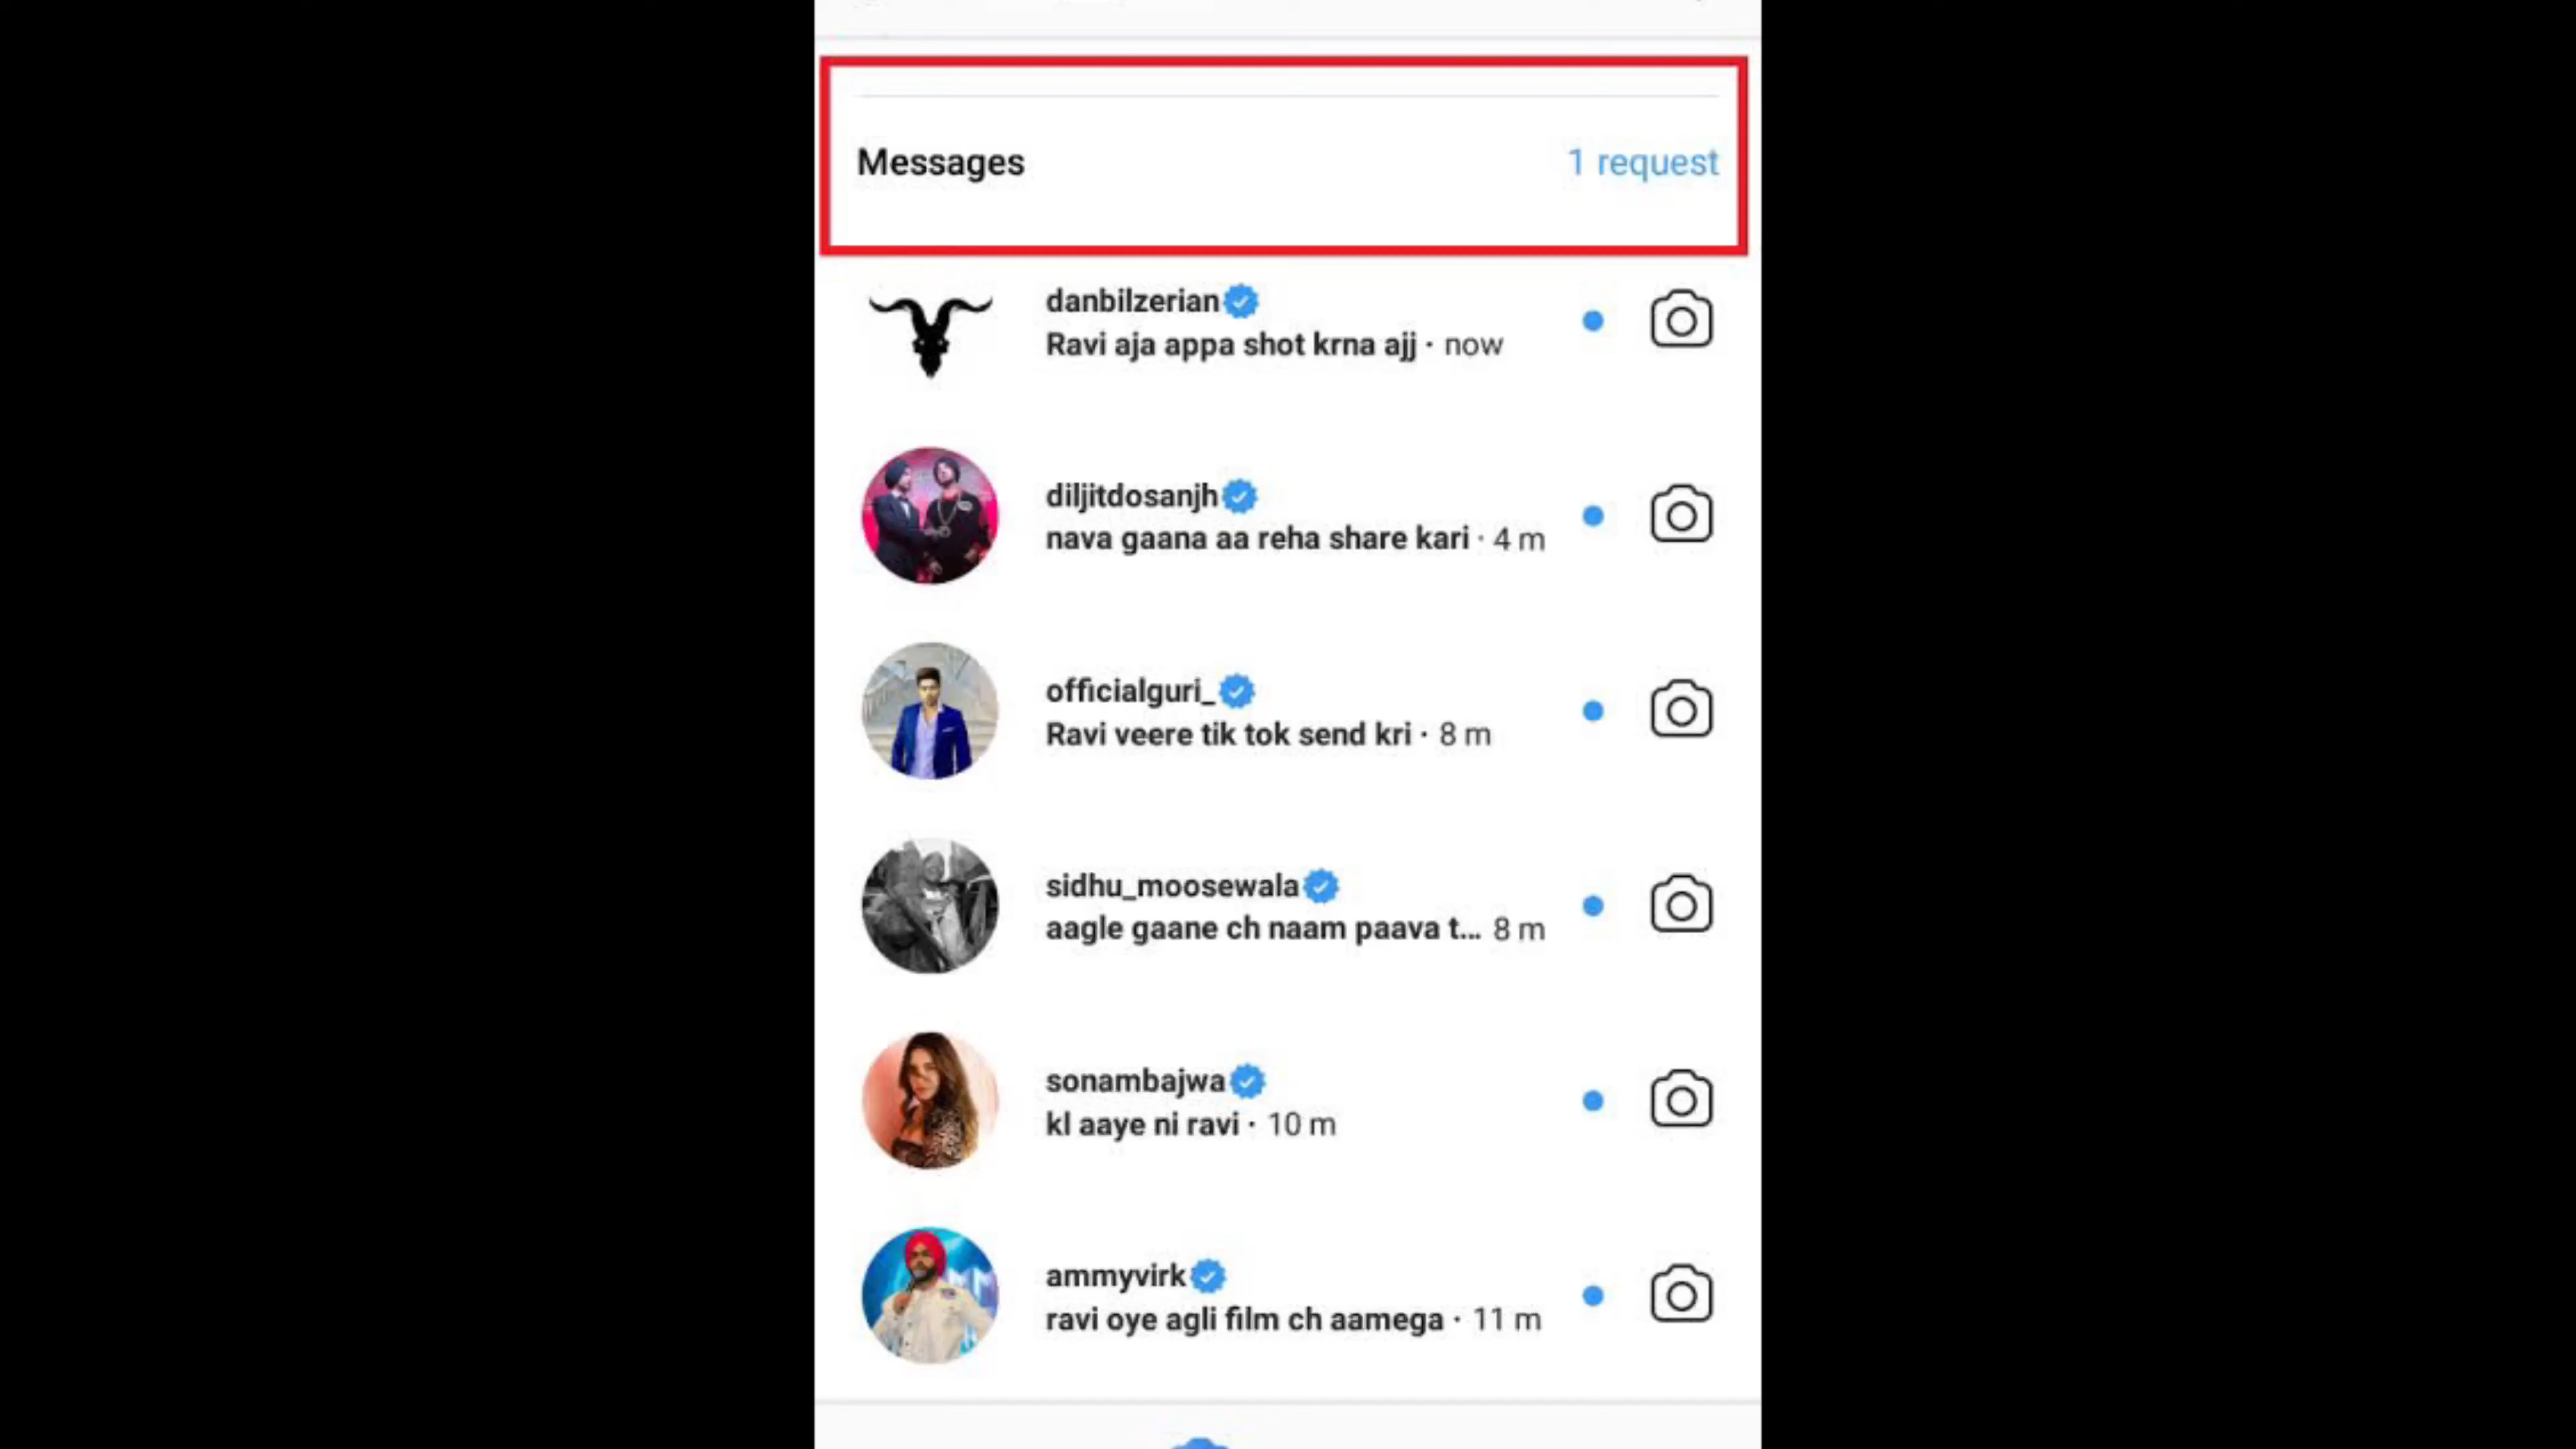 Messages
1 request
danbilzerian
Ravi aja appa shot krna ajj · now
diljitdosanjh
nava gaana aa reha share kari · 4 m
officialguri_
Ravi veere tik tok send kri · 8 m
sidhu_moosewala
aagle gaane ch naam paava t... 8 m
sonambajwa
kl aaye ni ravi · 10 m
ammyvirk
ravi oye agli film ch aamega · 11 m